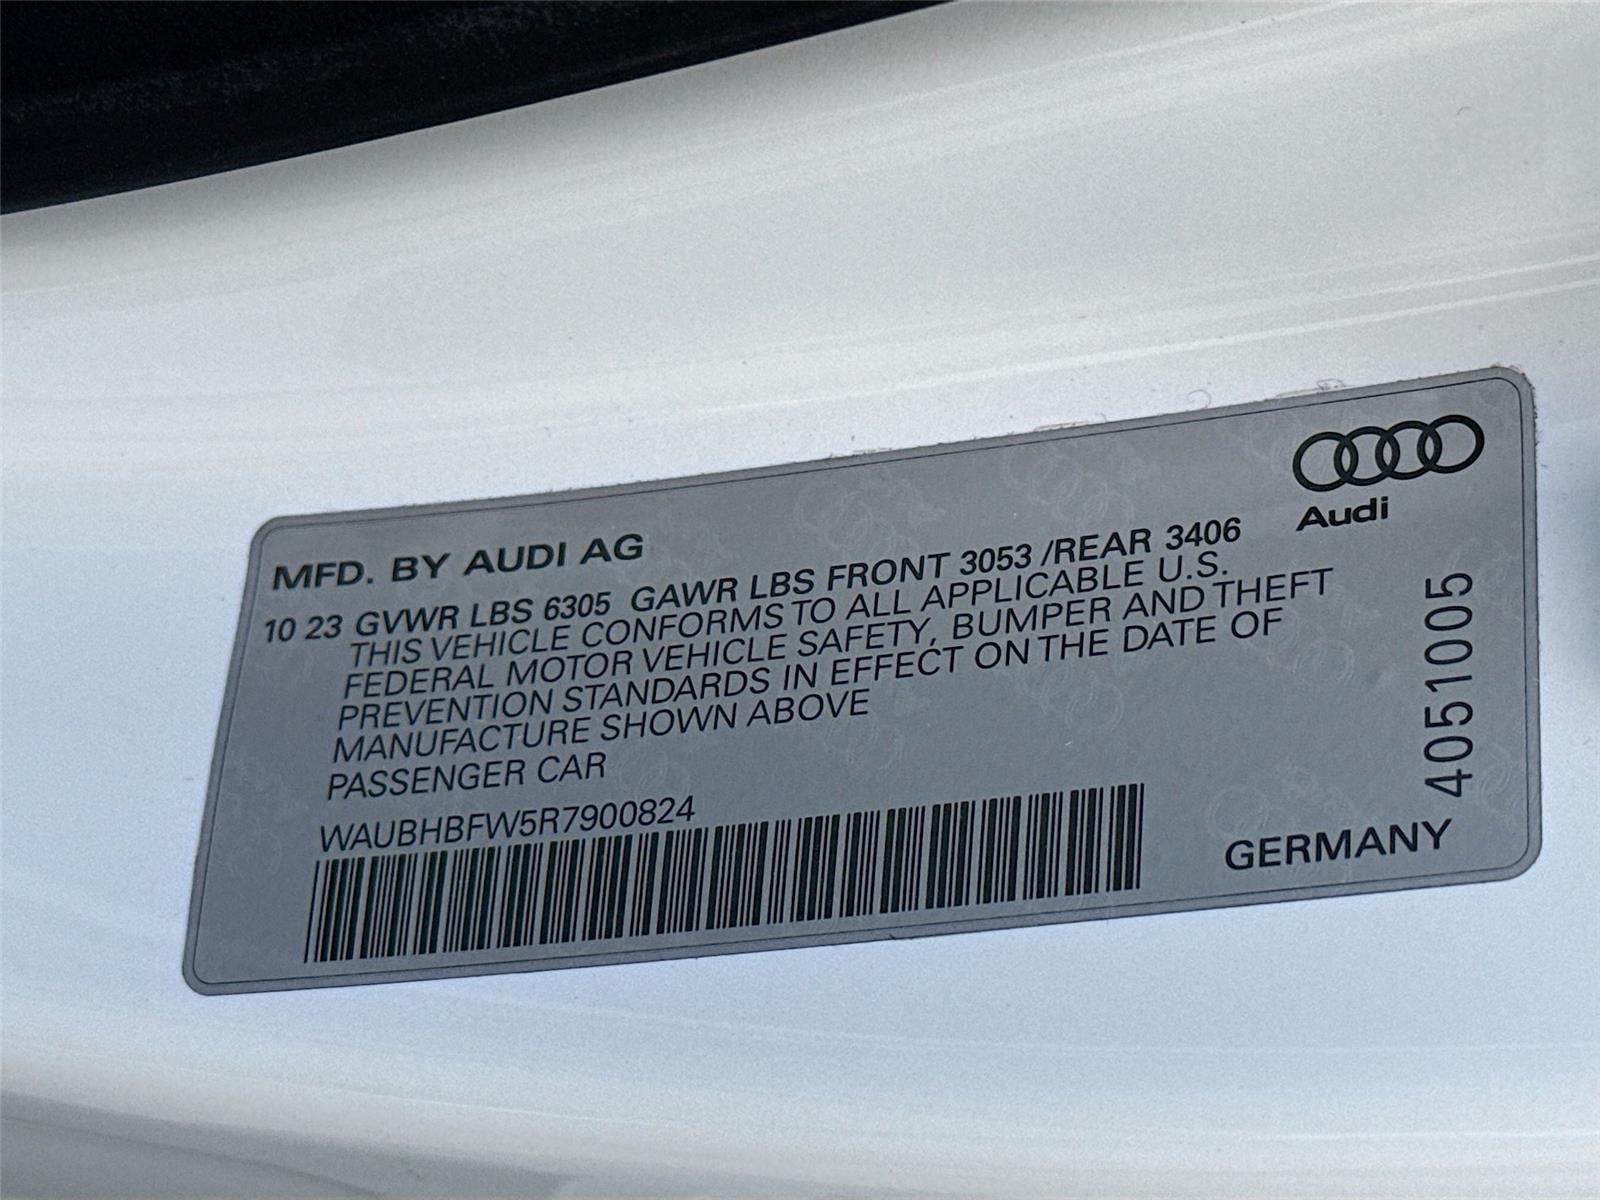 Audi
MFD. BY AUDI AG
10 23 GVWR LBS 6305 GAWR LBS FRONT 3053 /REAR 3406
THIS VEHICLE CONFORMS TO ALL APPLICABLE U.S.
FEDERAL MOTOR VEHICLE SAFETY, BUMPER AND THEFT
PREVENTION STANDARDS IN EFFECT ON THE DATE OF
MANUFACTURE SHOWN ABOVE
PASSENGER CAR
WAUBHBFW5R7900824
GERMANY
4051005